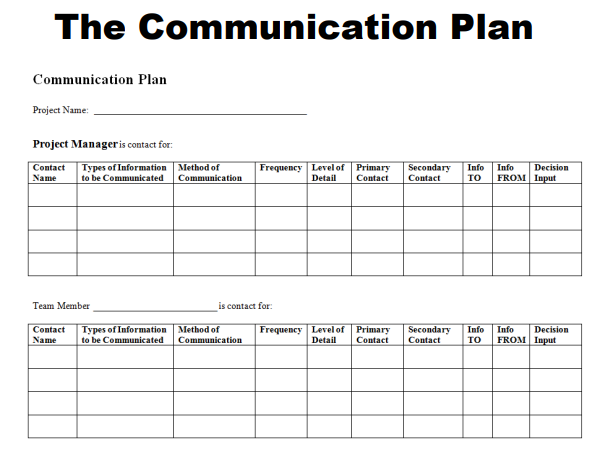 The Communication Plan
Communication Plan
Project Name:
Project Manager is contact for:
Contact Name Types of Information to be Communicated Method of Communication Frequency Level of Detail Primary Contact Secondary Contact Info TO Info FROM Decision Input
Team Member is contact for:
Contact Name Types of Information to be Communicated Method of Communication Frequency Level of Detail Primary Contact Secondary Contact Info TO Info FROM Decision Input